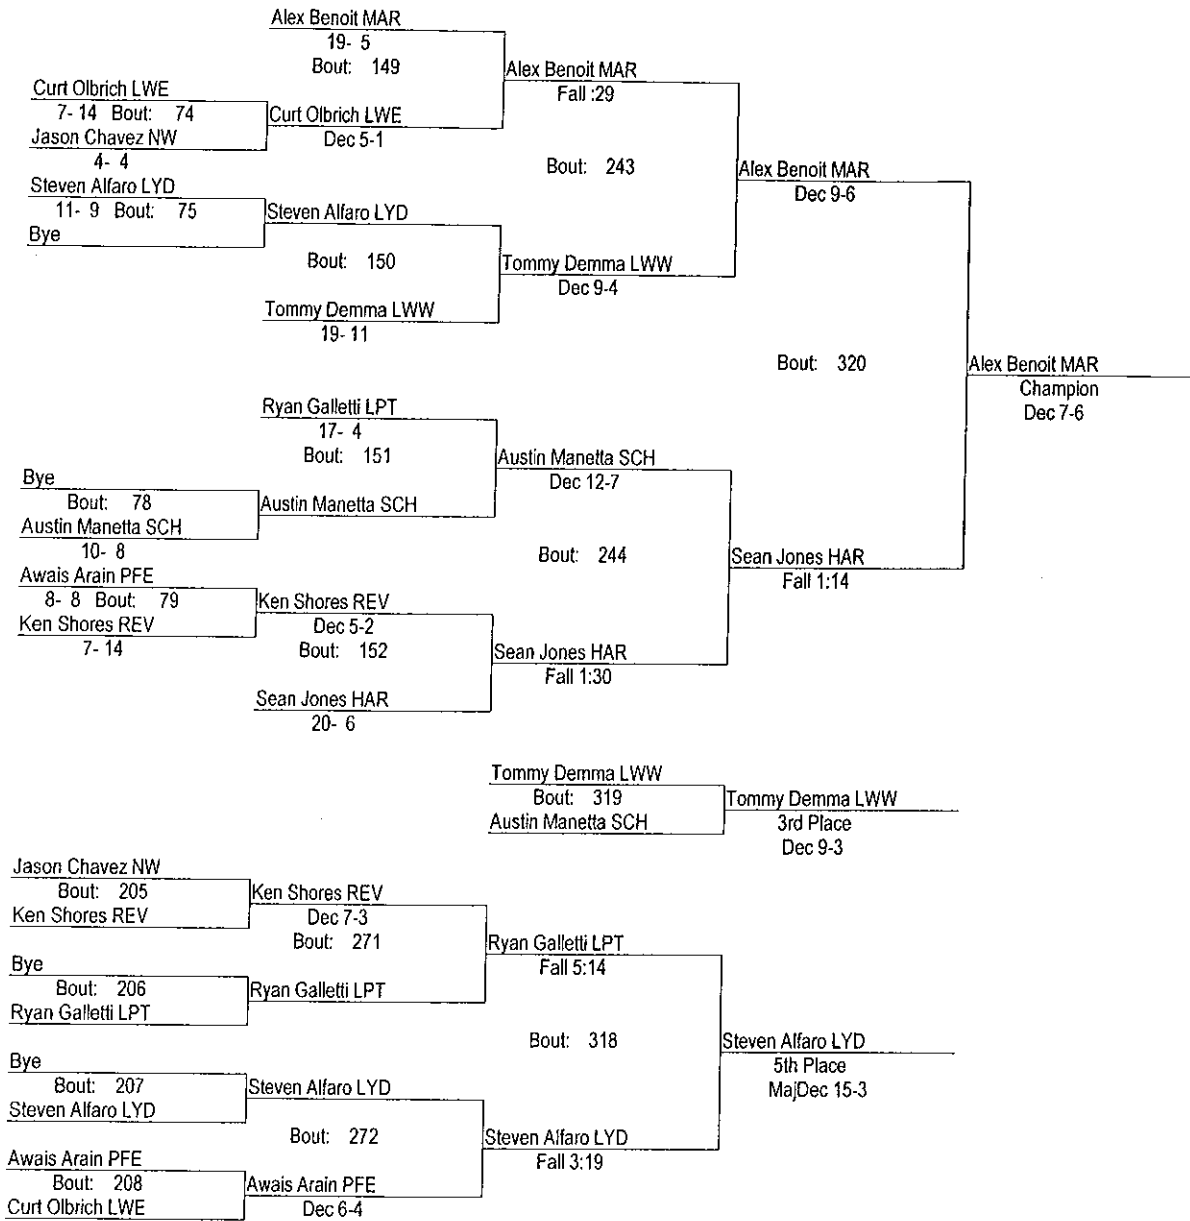 Alex Benoit MAR
19- 5
Bout: 149
Alex Benoit MAR
Fall :29
Curt Olbrich LWE
7- 14 Bout: 74
Curt Olbrich LWE
Dec 5-1
Jason Chavez NW
4- 4
Bout: 243
Alex Benoit MAR
Dec 9-6
Steven Alfaro LYD
11- 9 Bout: 75
Steven Alfaro LYD
Bye
Bout: 150
Tommy Demma LWW
Dec 9-4
Tommy Demma LWW
19- 11
Bout: 320
Alex Benoit MAR
Champion
Dec 7-6
Ryan Galletti LPT
17- 4
Bout: 151
Austin Manetta SCH
Dec 12-7
Bye
Bout: 78
Austin Manetta SCH
Austin Manetta SCH
10- 8
Bout: 244
Sean Jones HAR
Fall 1:14
Awais Arain PFE
8- 8 Bout: 79
Ken Shores REV
Dec 5-2
Ken Shores REV
7- 14
Bout: 152
Sean Jones HAR
Fall 1:30
Sean Jones HAR
20- 6
Tommy Demma LWW
Bout: 319
Tommy Demma LWW
Austin Manetta SCH
3rd Place
Dec 9-3
Jason Chavez NW
Bout: 205
Ken Shores REV
Ken Shores REV
Dec 7-3
Bout: 271
Ryan Galletti LPT
Fall 5:14
Bye
Bout: 206
Ryan Galletti LPT
Ryan Galletti LPT
Bout: 318
Steven Alfaro LYD
5th Place
MajDec 15-3
Bye
Bout: 207
Steven Alfaro LYD
Steven Alfaro LYD
Bout: 272
Steven Alfaro LYD
Fall 3:19
Awais Arain PFE
Bout: 208
Awais Arain PFE
Curt Olbrich LWE
Dec 6-4